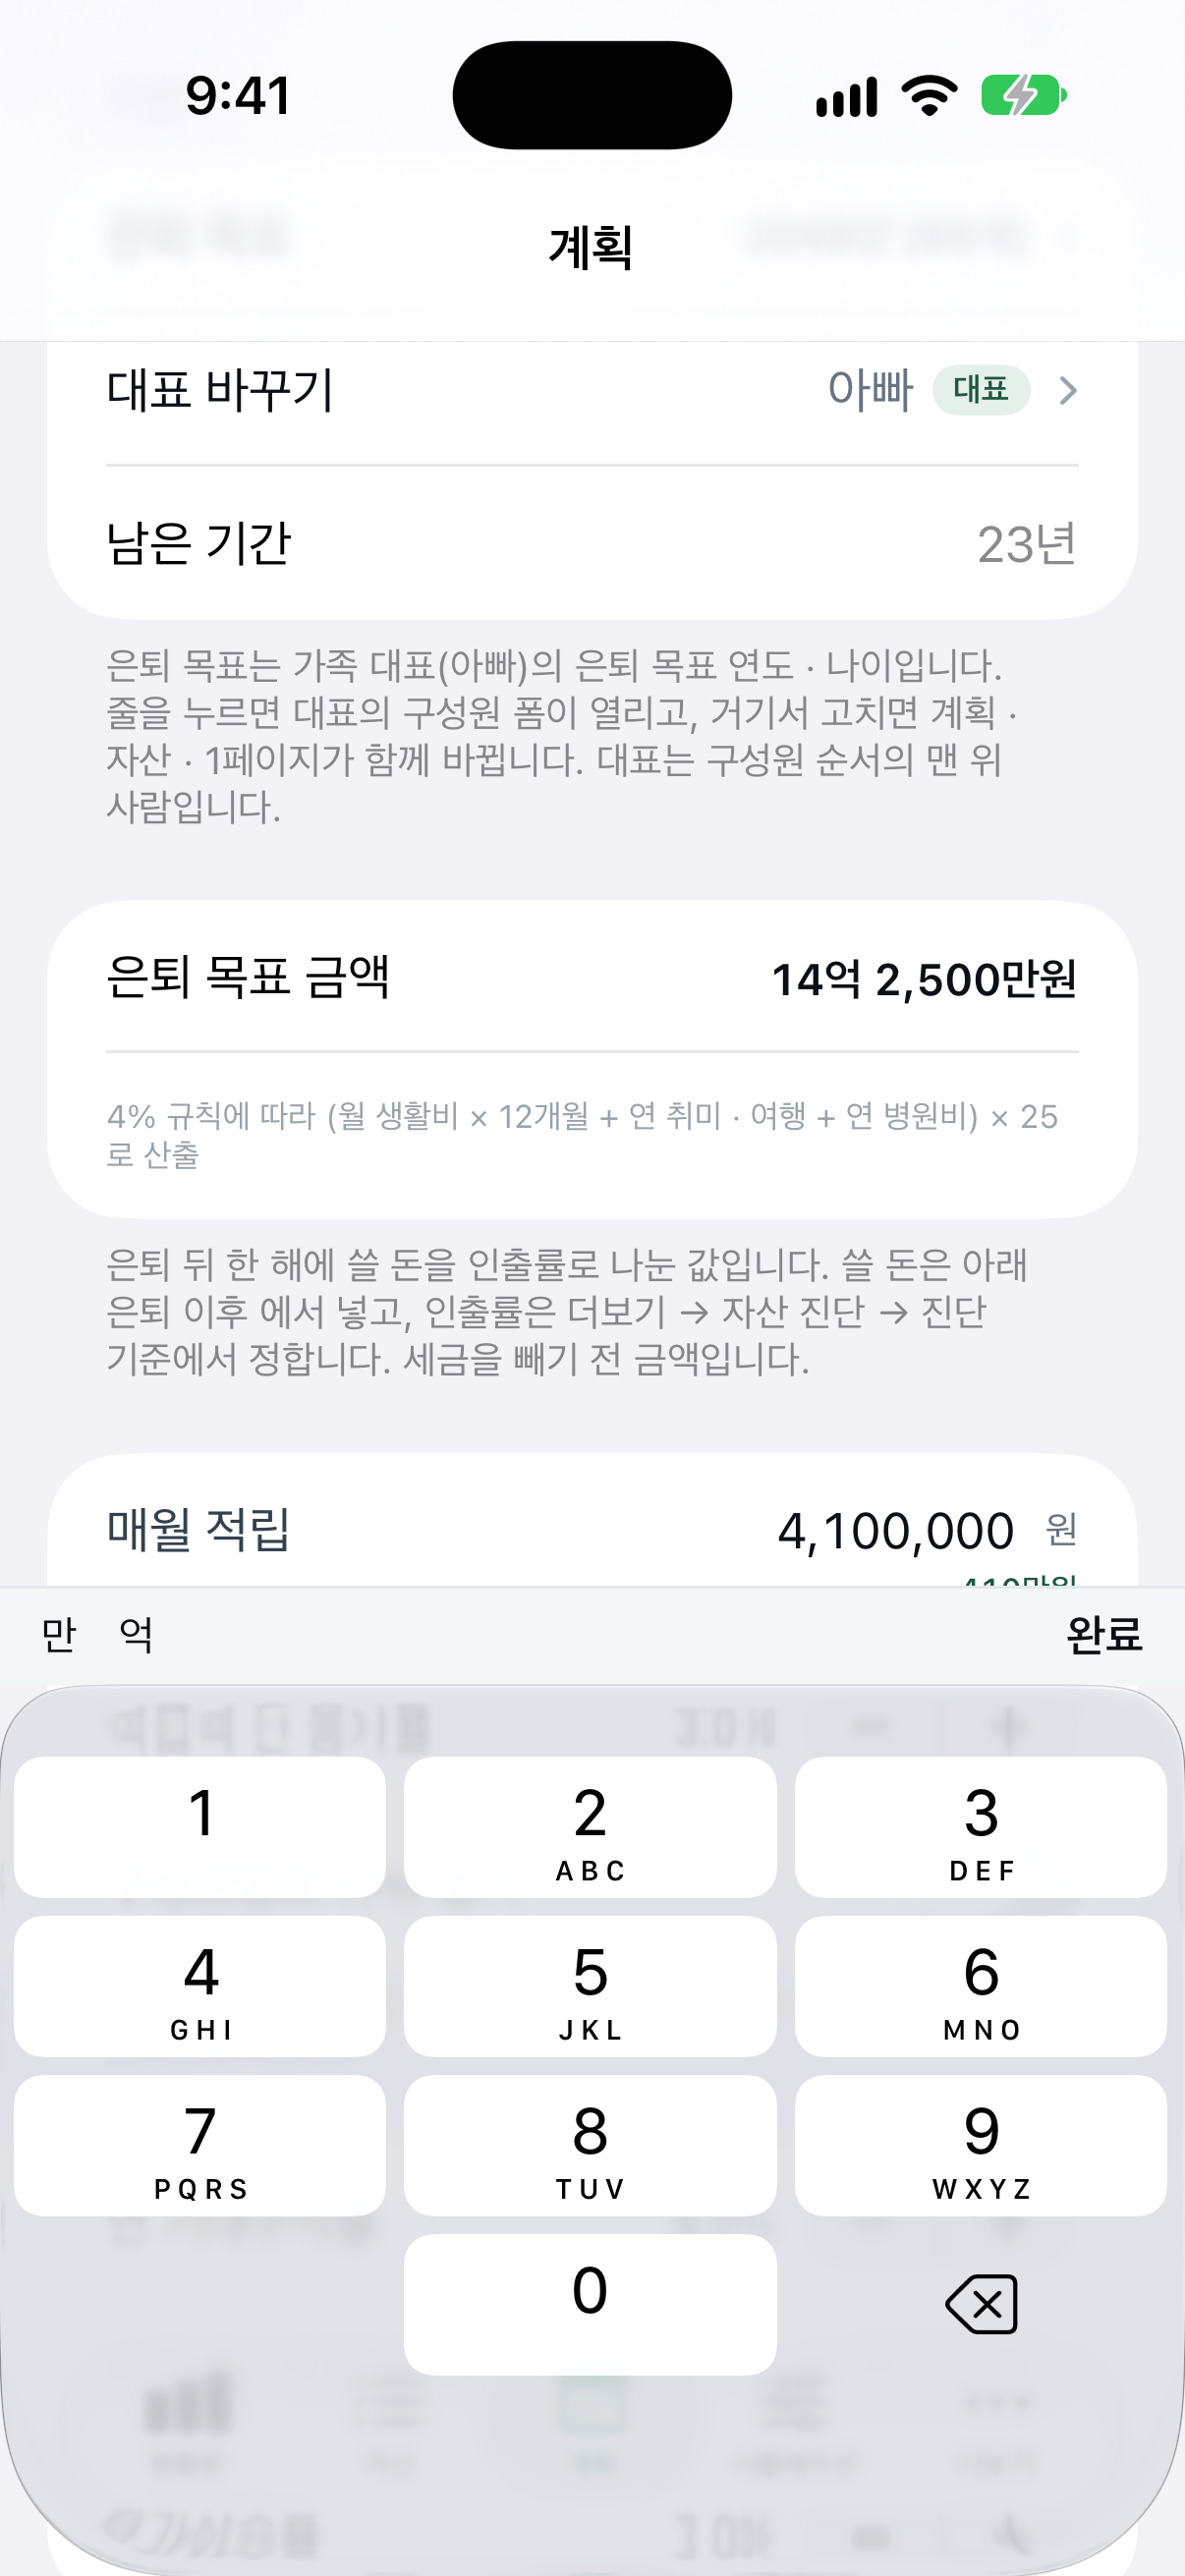 9:41
계획
대표 바꾸기
아빠 대표
남은 기간
23년
은퇴 목표는 가족 대표(아빠)의 은퇴 목표 연도 · 나이입니다.
줄을 누르면 대표의 구성원 폼이 열리고, 거기서 고치면 계획 ·
자산 · 1페이지가 함께 바뀝니다. 대표는 구성원 순서의 맨 위
사람입니다.
은퇴 목표 금액
14억 2,500만원
4% 규칙에 따라 (월 생활비 × 12개월 + 연 취미 · 여행 + 연 병원비) × 25
로 산출
은퇴 뒤 한 해에 쓸 돈을 인출률로 나눈 값입니다. 쓸 돈은 아래
은퇴 이후 에서 넣고, 인출률은 더보기 → 자산 진단 → 진단
기준에서 정합니다. 세금을 빼기 전 금액입니다.
매월 적립
4,100,000 원
만 억
완료
1
2
ABC
3
DEF
4
GHI
5
JKL
6
MNO
7
PQRS
8
TUV
9
WXYZ
0